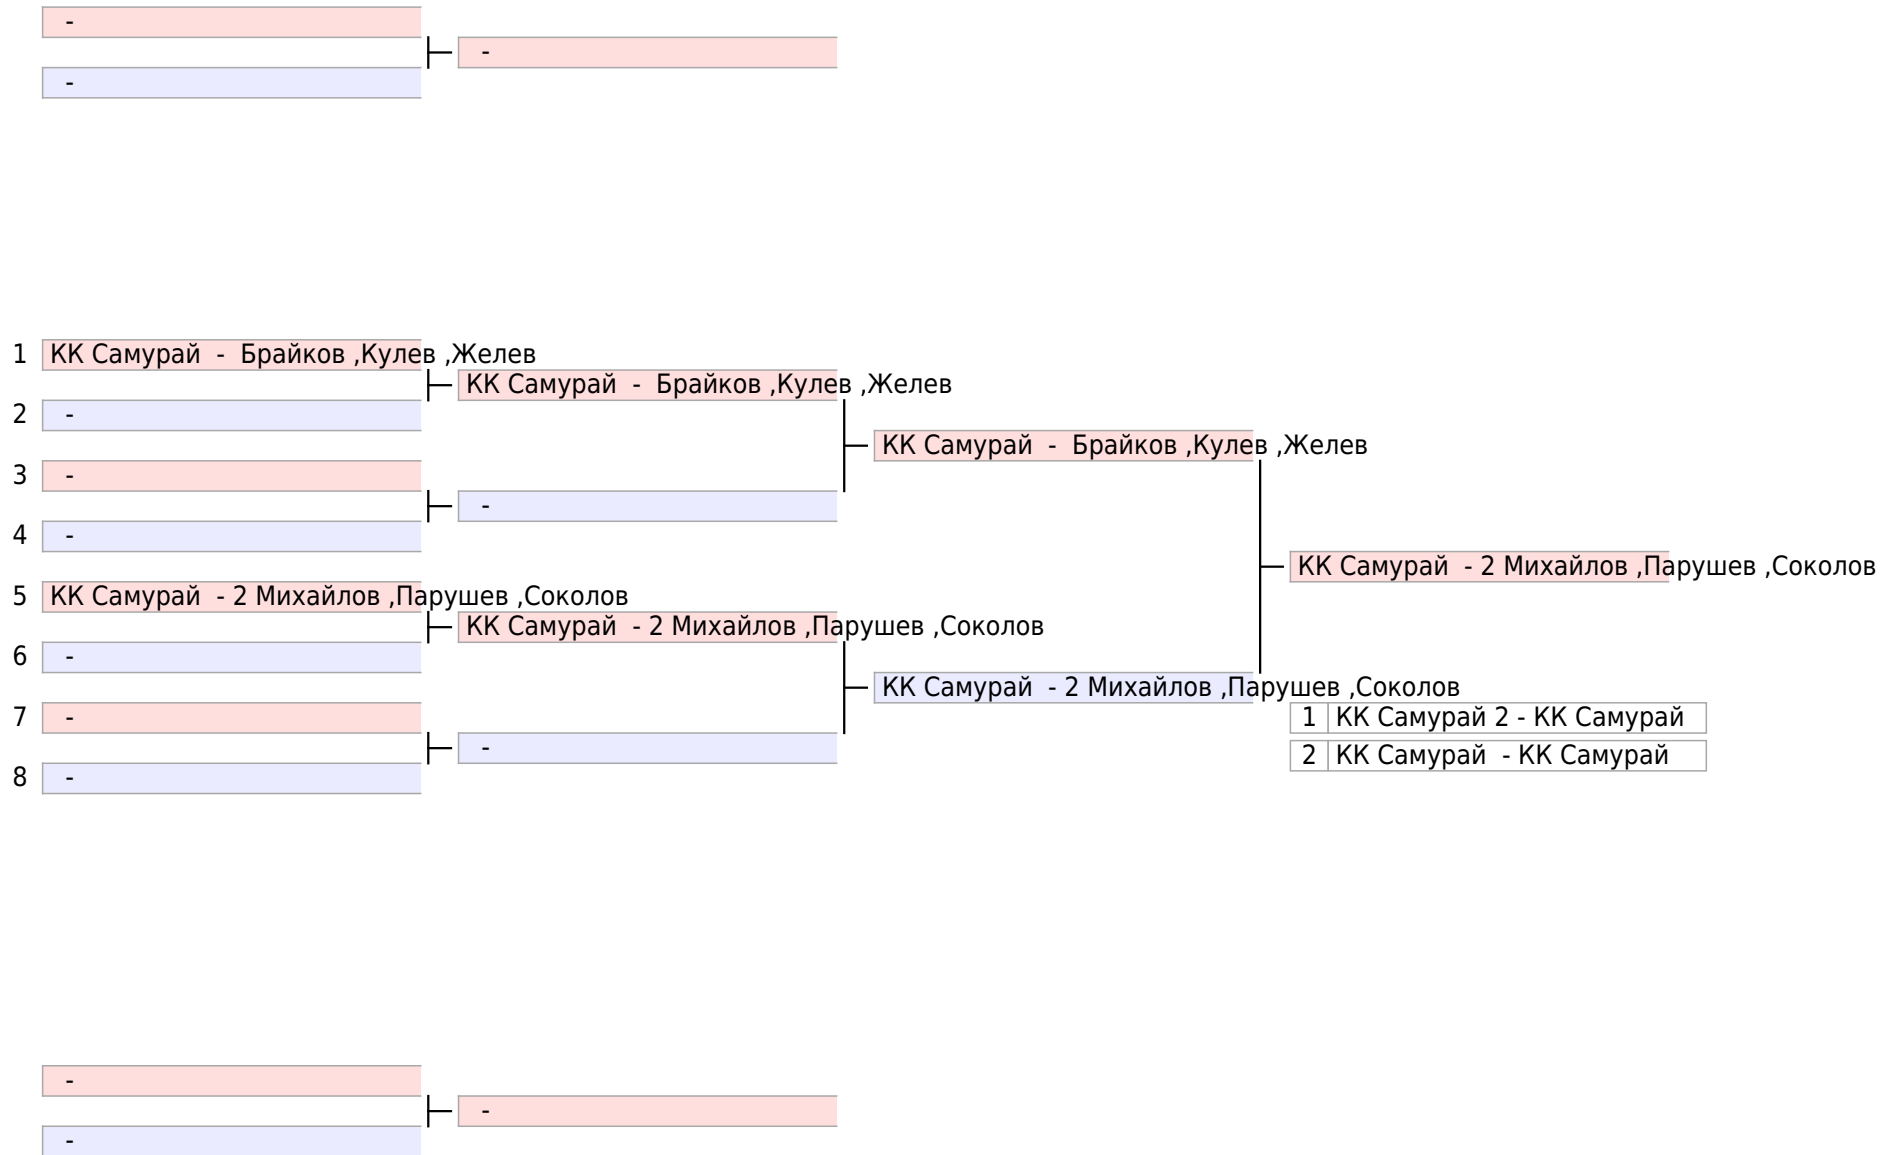 -
-
-
1 КК Самурай - Брайков ,Кулев ,Желев
КК Самурай - Брайков ,Кулев ,Желев
2 -
КК Самурай - Брайков ,Кулев ,Желев
3 -
-
4 -
КК Самурай - 2 Михайлов ,Парушев ,Соколов
5 КК Самурай - 2 Михайлов ,Парушев ,Соколов
КК Самурай - 2 Михайлов ,Парушев ,Соколов
6 -
КК Самурай - 2 Михайлов ,Парушев ,Соколов
7 -
1 КК Самурай 2 - КК Самурай
-
2 КК Самурай - КК Самурай
8 -
-
-
-